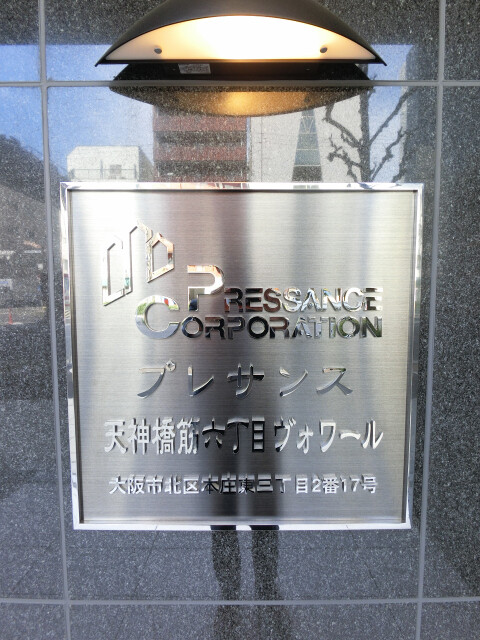 PRESSANCE
CORPORATION
プレサンス
天神橋筋六丁目ヴォワール
大阪市北区本庄東三丁目2番17号